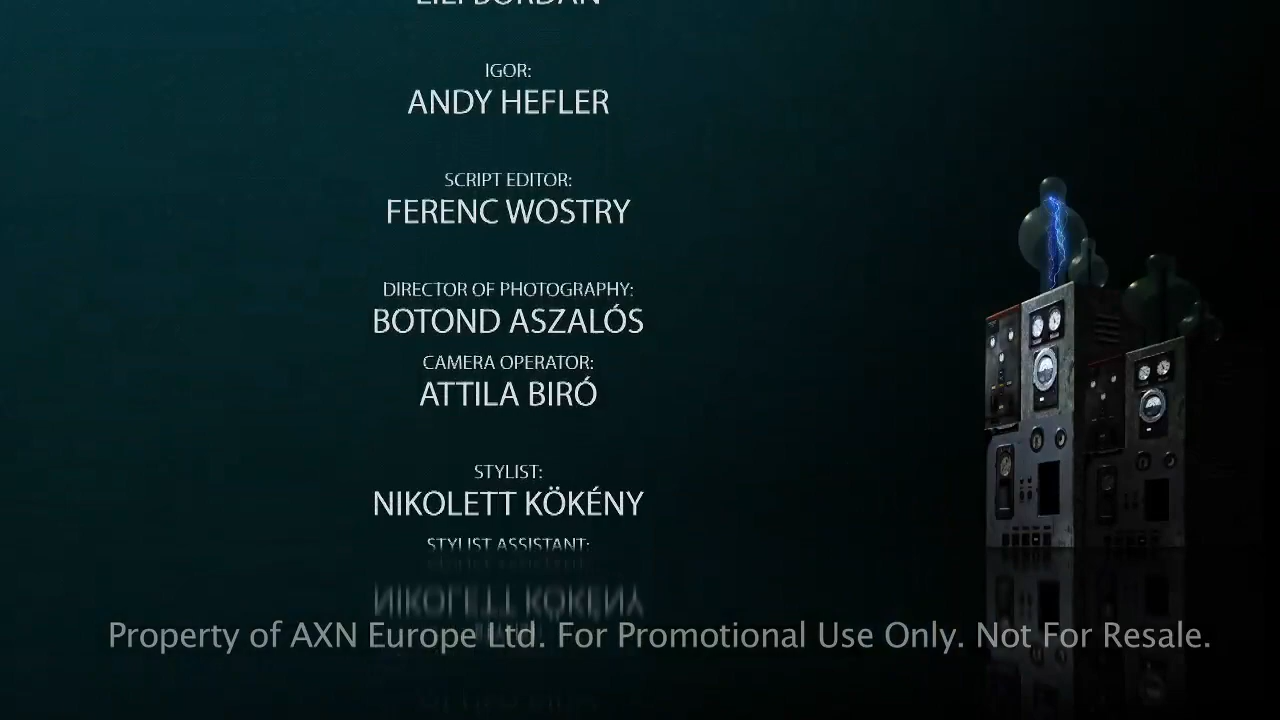 IGOR:
ANDY HEFLER
SCRIPT EDITOR:
FERENC WOSTRY
DIRECTOR OF PHOTOGRAPHY:
BOTOND ASZALÓS
CAMERA OPERATOR:
ATTILA BIRÓ
STYLIST:
NIKOLETT KÖKÉNY
STYLIST ASSISTANT:
Property of AXN Europe Ltd. For Promotional Use Only. Not For Resale.